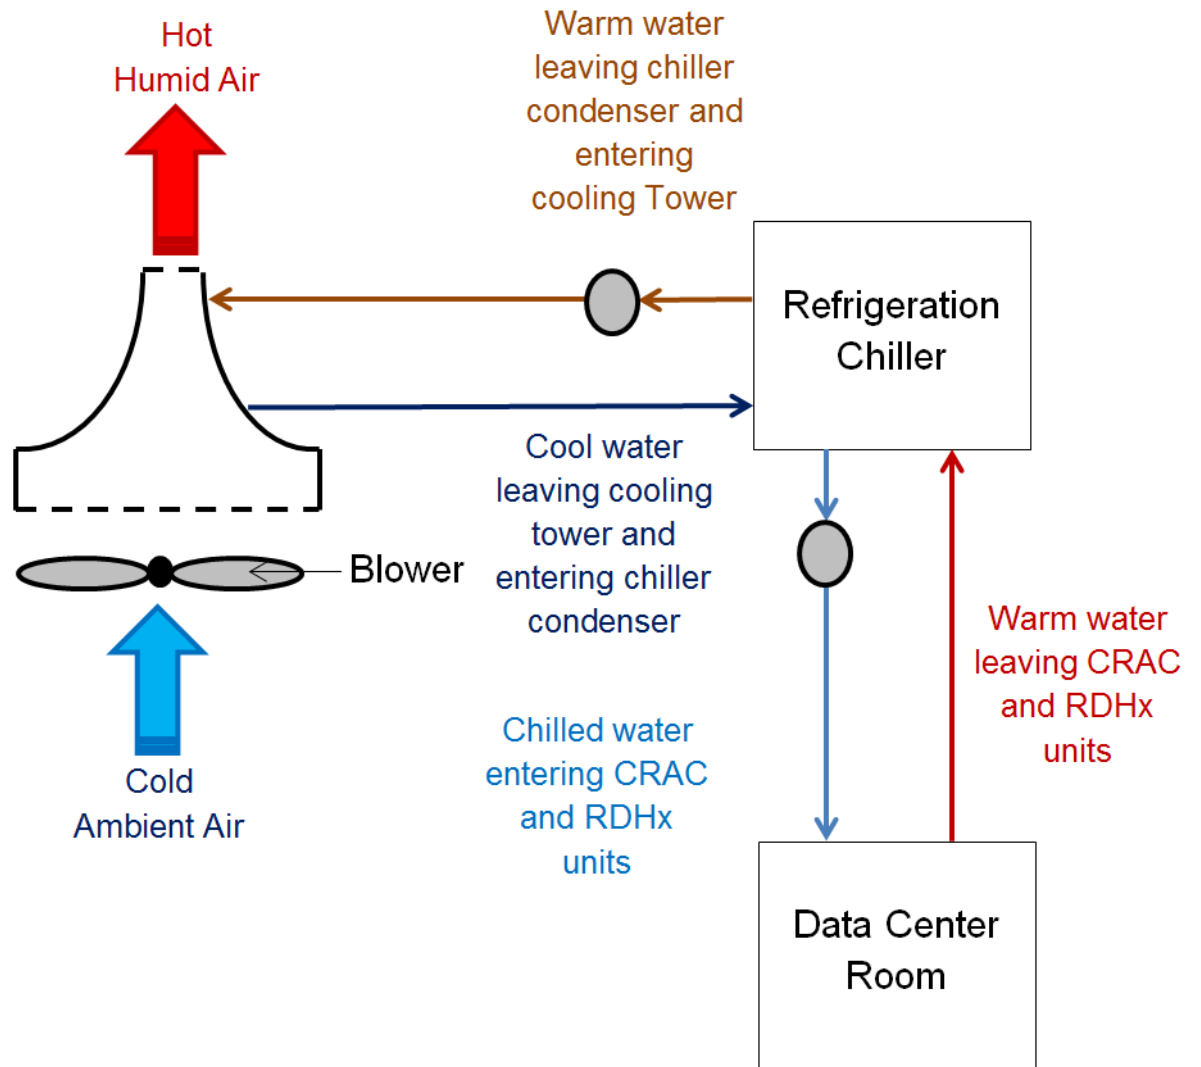 Hot
Humid Air
Warm water
leaving chiller
condenser and
entering
cooling Tower
Refrigeration
Chiller
Cool water
leaving cooling
tower and
entering chiller
condenser
Blower
Warm water
leaving CRAC
and RDHx
units
Chilled water
entering CRAC
and RDHx
units
Cold
Ambient Air
Data Center
Room